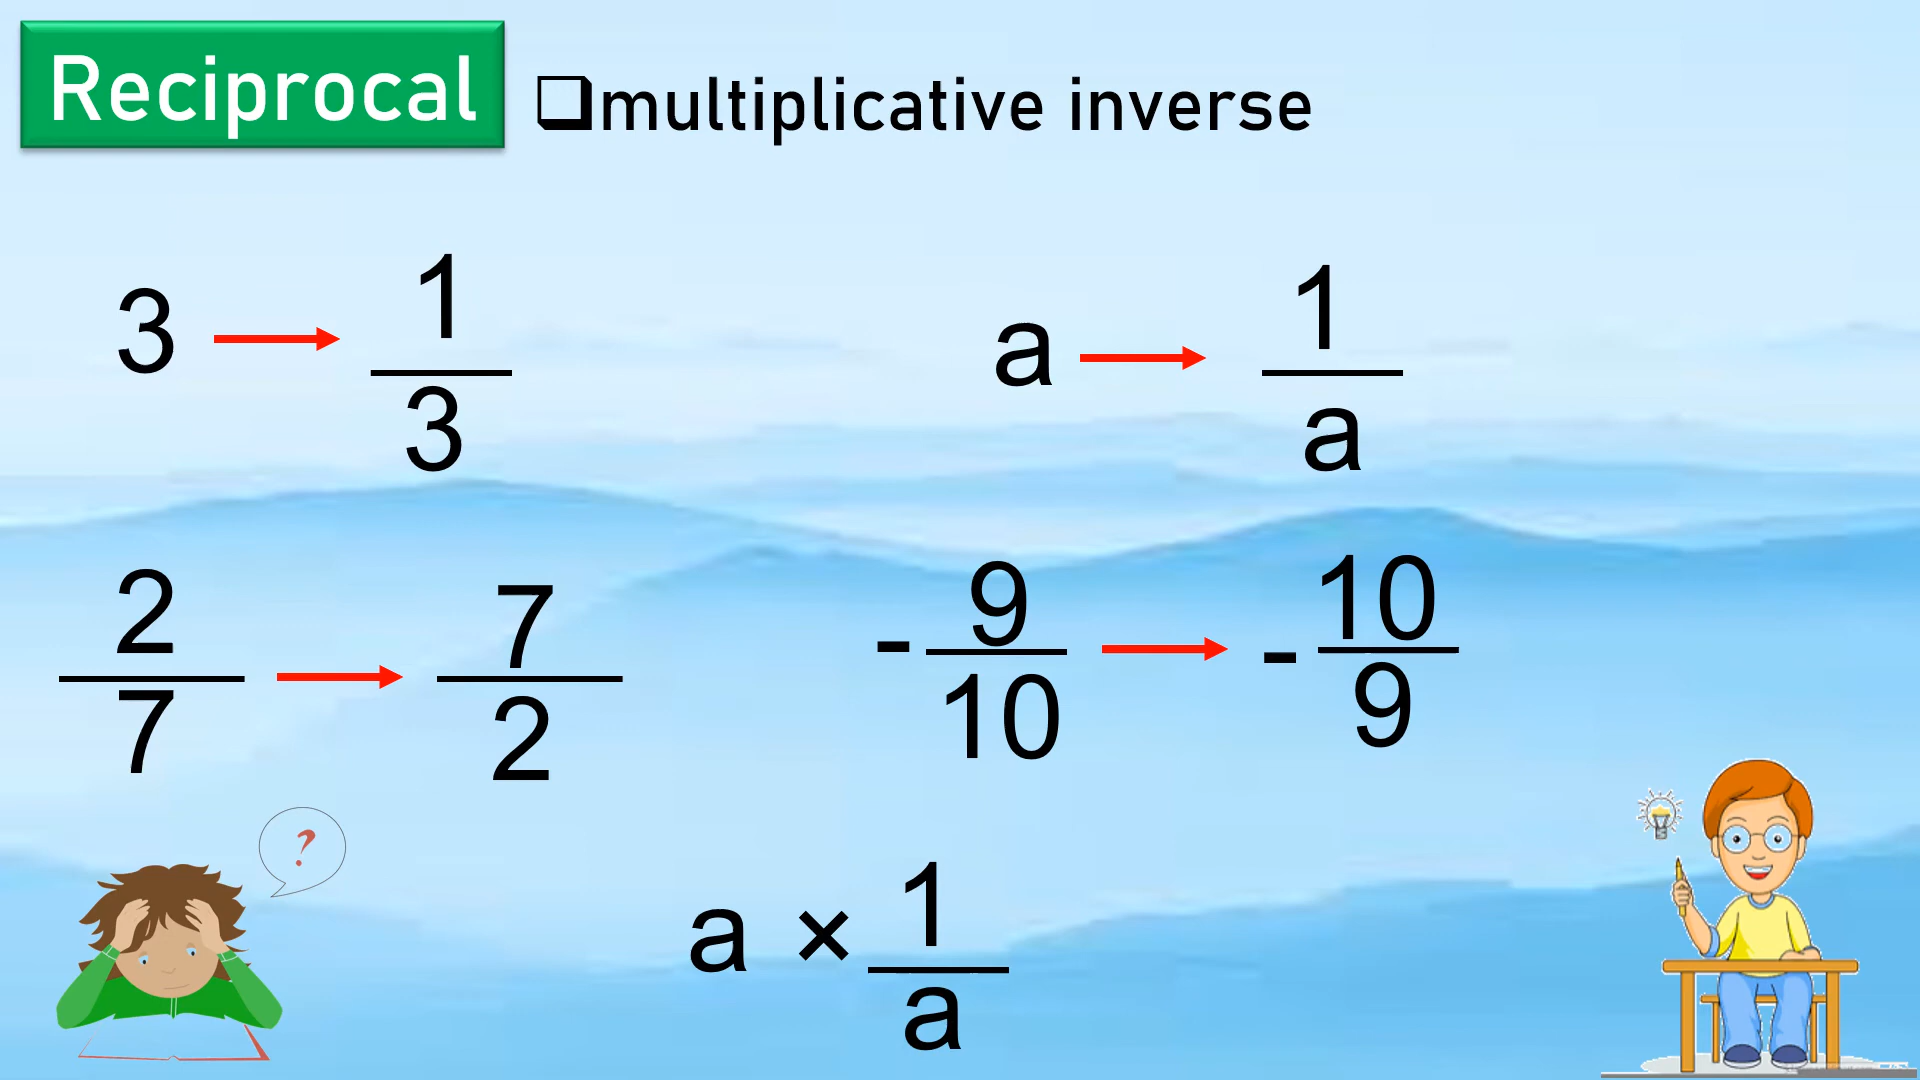 Reciprocal
❑multiplicative inverse
3 → 1/3
a → 1/a
2/7 → 7/2
-9/10 → -10/9
?
a × 1/a